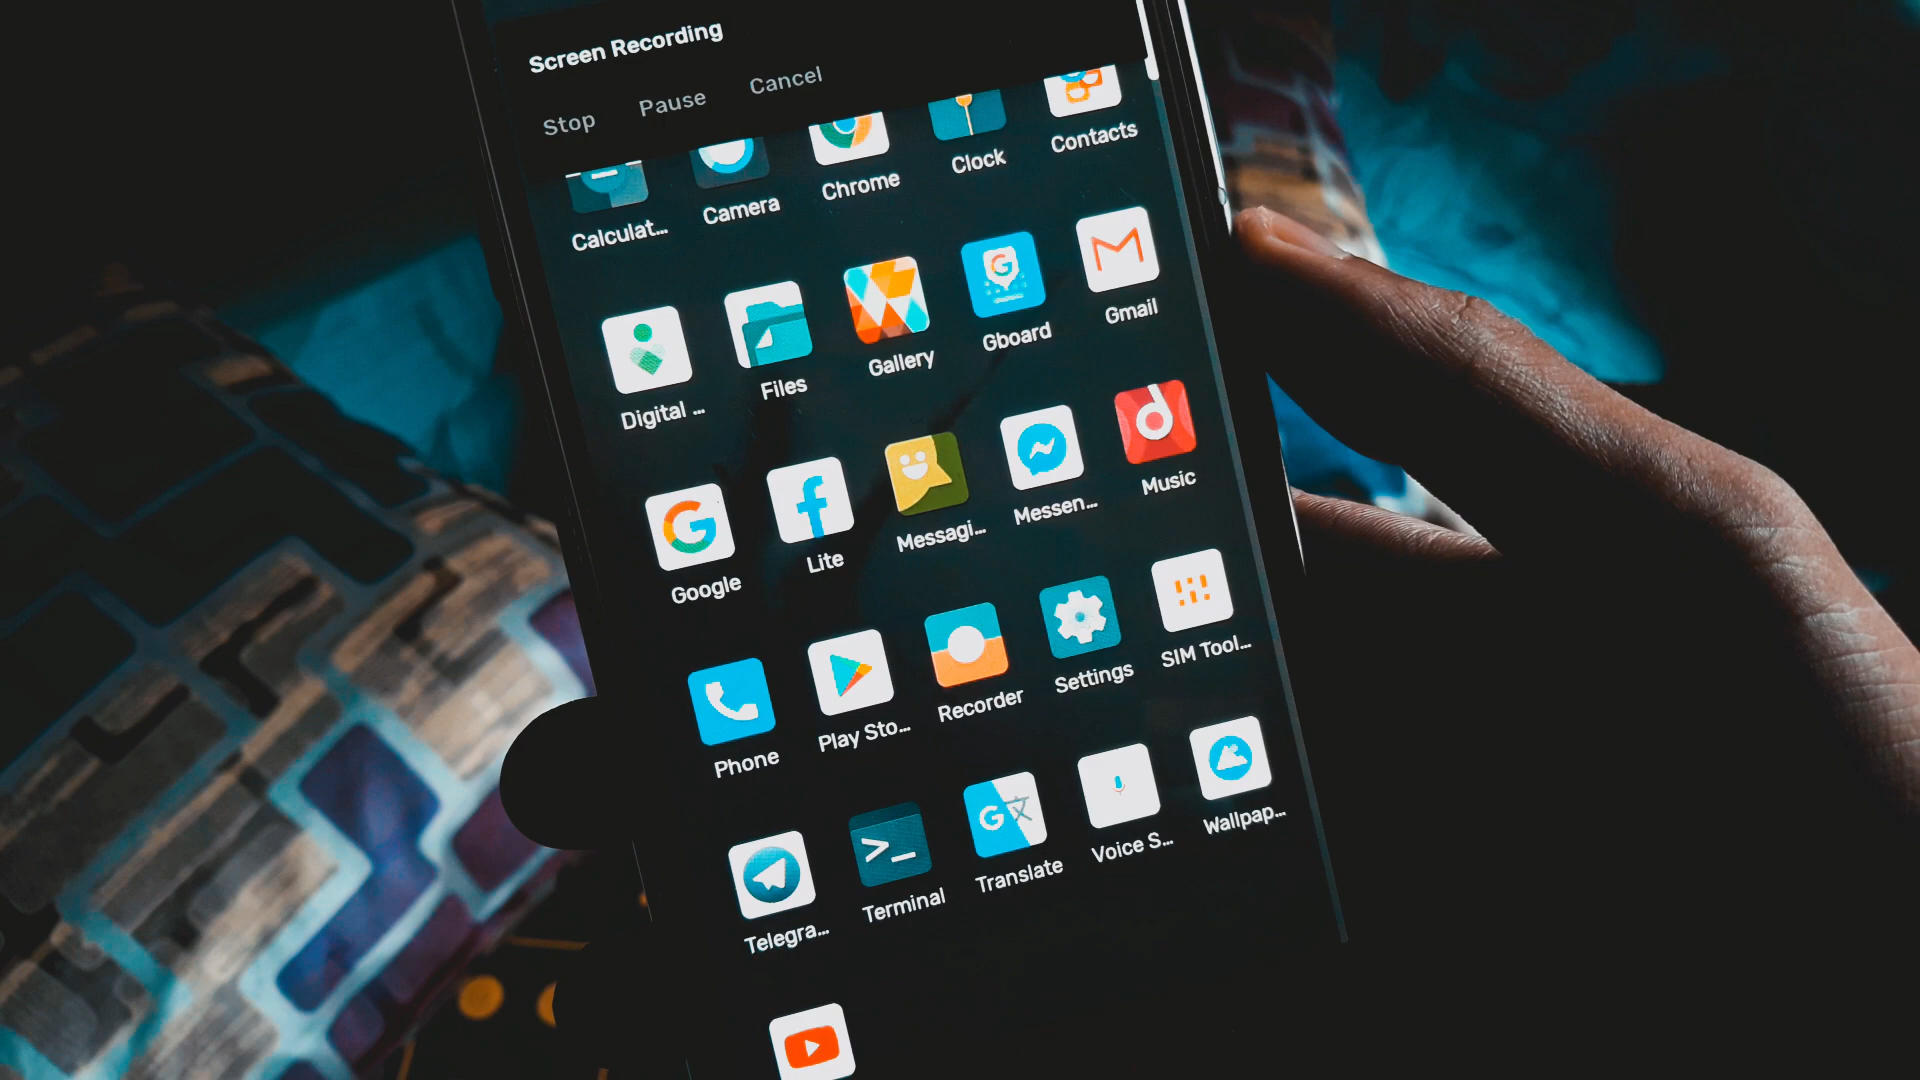 Screen Recording
Stop Pause Cancel
Calculat... Camera Chrome Clock Contacts
Digital ... Files Gallery Gboard Gmail
Google Lite Messagi... Messen... Music
Phone Play Sto... Recorder Settings SIM Tool...
Telegra... Terminal Translate Voice S... Wallpap...